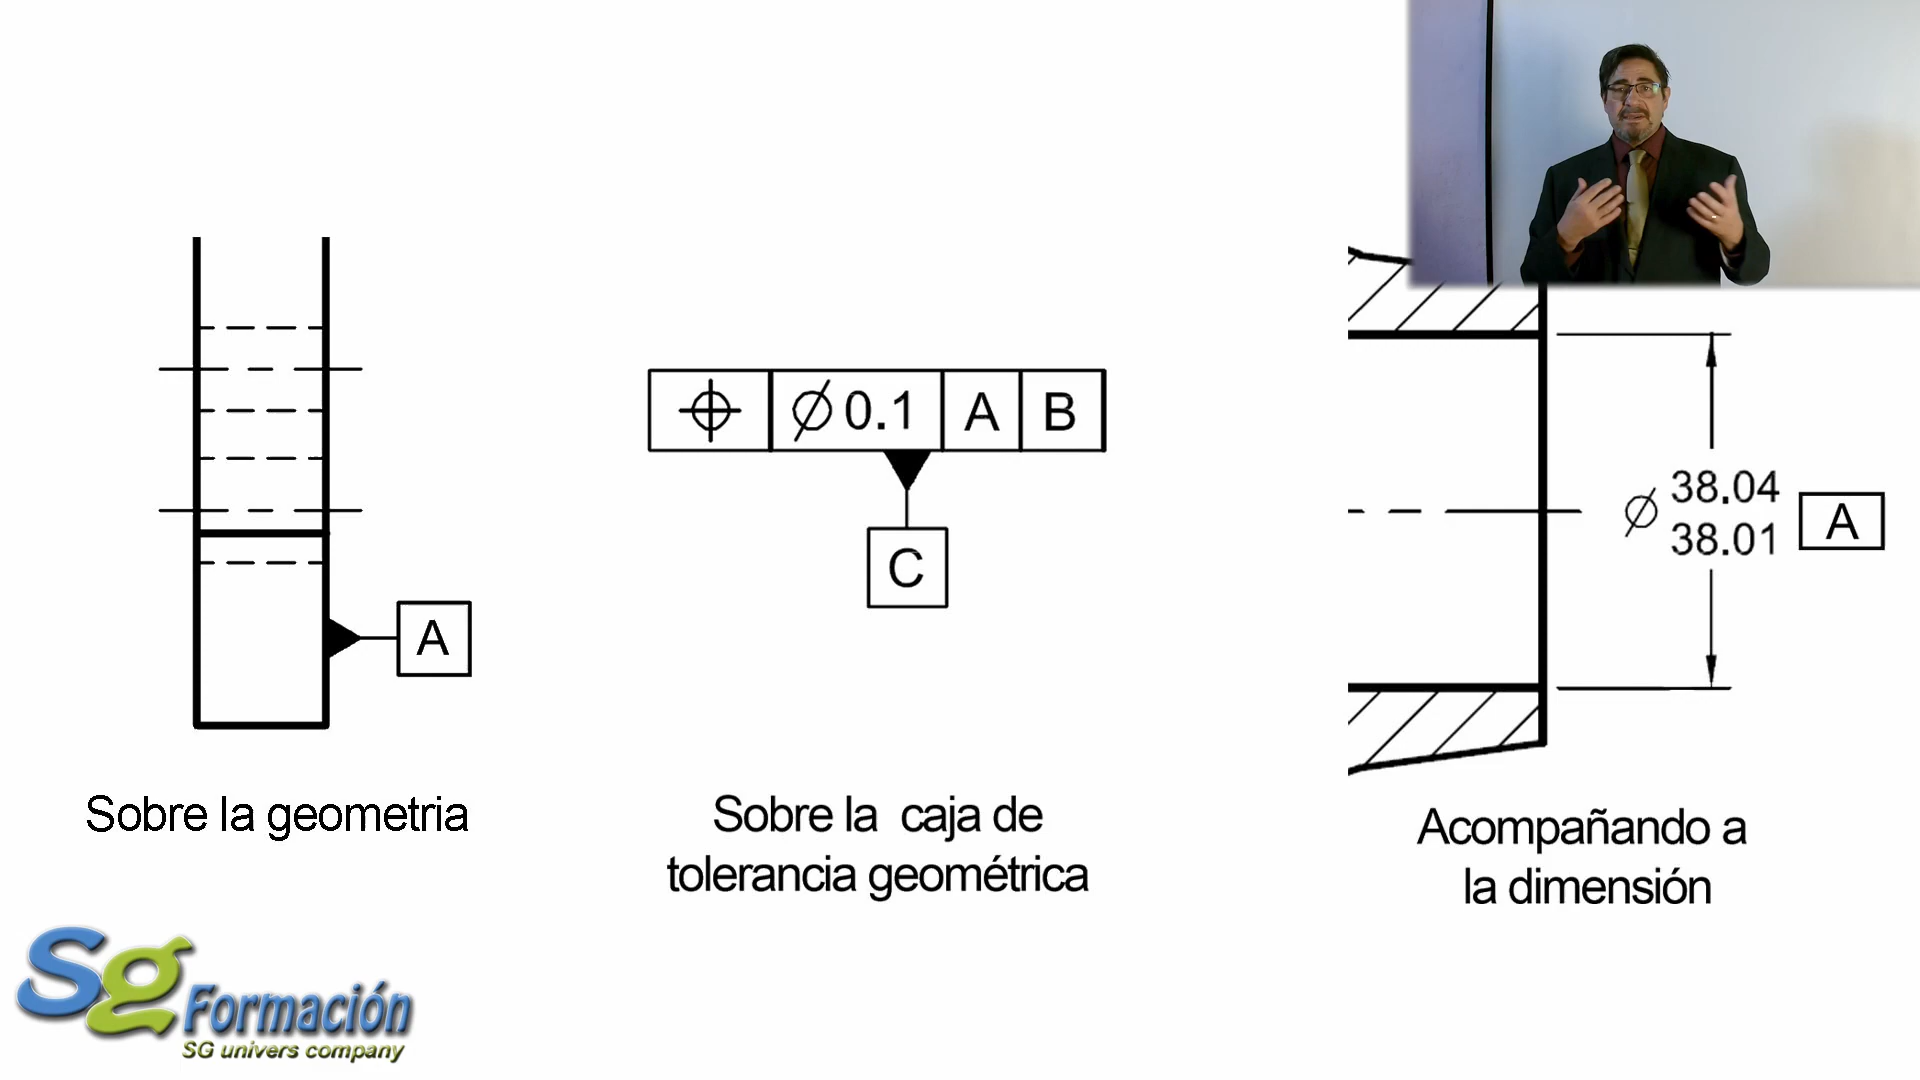 A
Sobre la geometria
⌖ ⌀ 0.1 A B
C
Sobre la caja de
tolerancia geométrica
⌀ 38.04
38.01
A
Acompañando a
la dimensión
Sg Formación
SG univers company